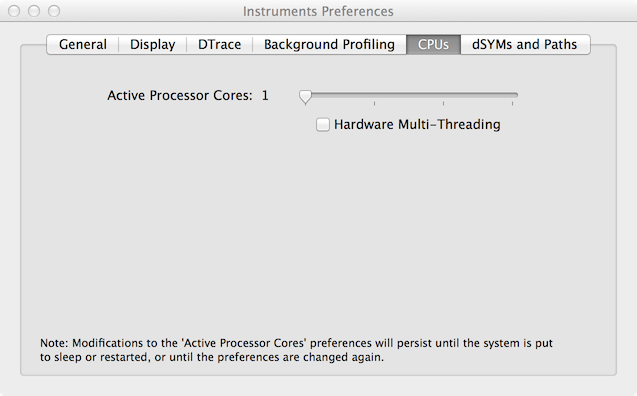 Instruments Preferences
General Display DTrace Background Profiling CPUs dSYMs and Paths
Active Processor Cores: 1
Hardware Multi-Threading
Note: Modifications to the 'Active Processor Cores' preferences will persist until the system is put
to sleep or restarted, or until the preferences are changed again.